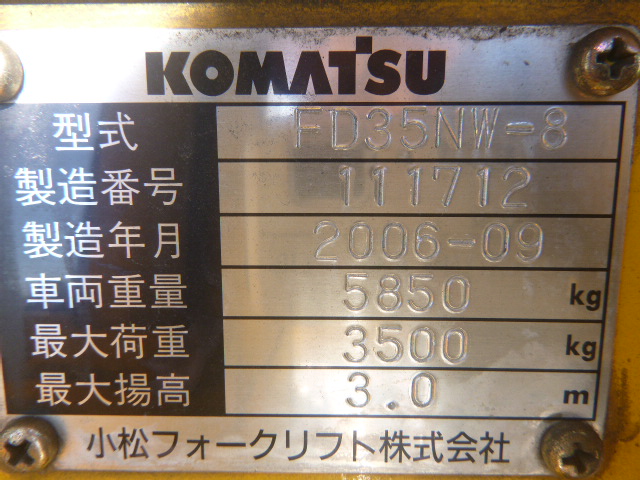 KOMATSU
型式 FD35NW-8
製造番号 111712
製造年月 2006-09
車両重量 5850 kg
最大荷重 3500 kg
最大揚高 3.0 m
小松フォークリフト株式会社